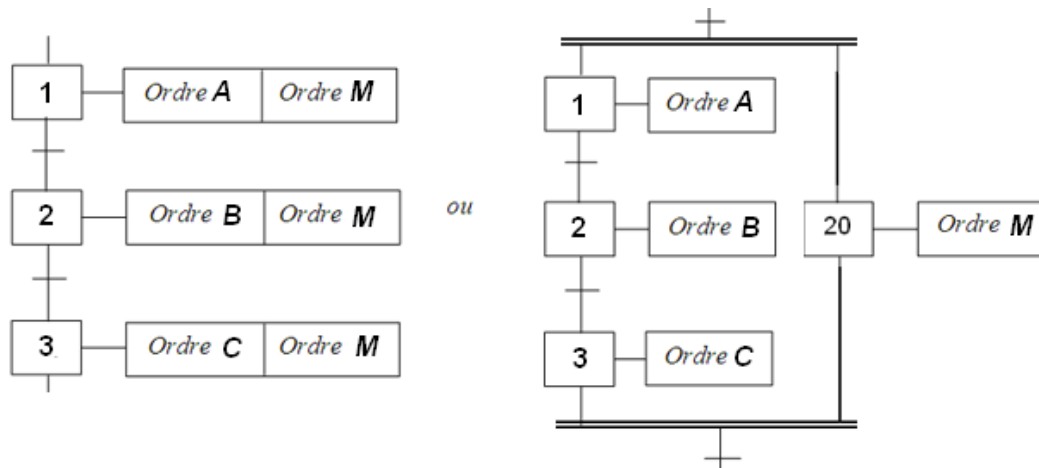 1 Ordre A Ordre M
2 Ordre B Ordre M
3 Ordre C Ordre M
ou
1 Ordre A
2 Ordre B 20 Ordre M
3 Ordre C